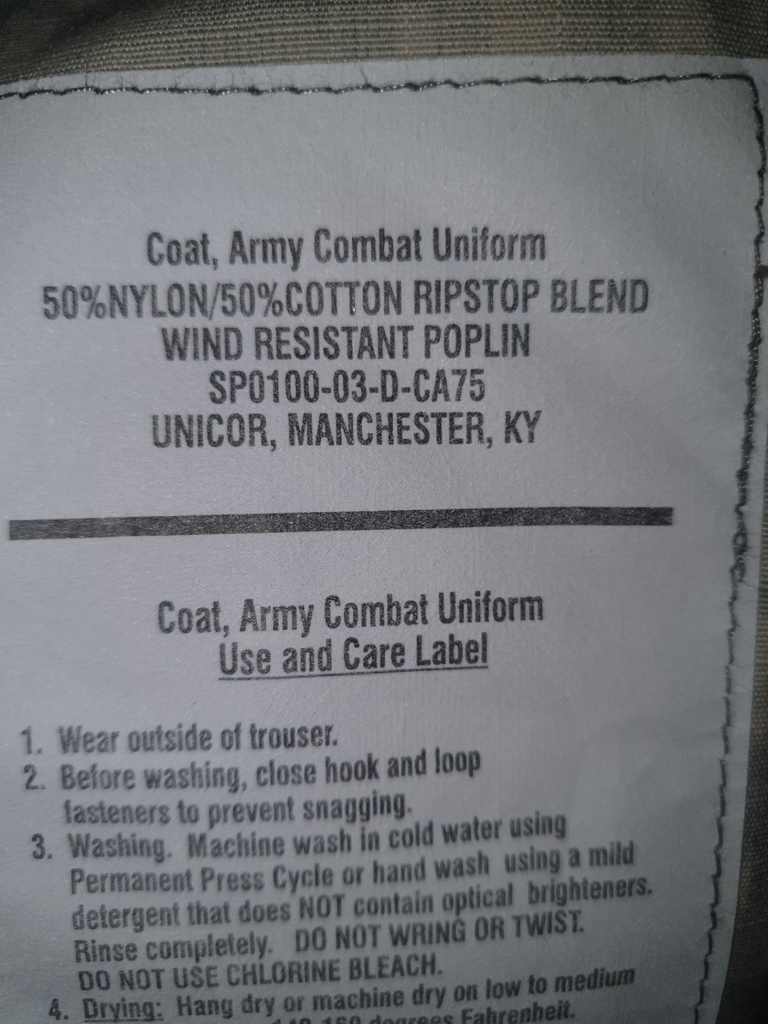 Coat, Army Combat Uniform
50%NYLON/50%COTTON RIPSTOP BLEND
WIND RESISTANT POPLIN
SP0100-03-D-CA75
UNICOR, MANCHESTER, KY
Coat, Army Combat Uniform
Use and Care Label
1. Wear outside of trouser.
2. Before washing, close hook and loop
fasteners to prevent snagging.
3. Washing. Machine wash in cold water using
Permanent Press Cycle or hand wash using a mild
detergent that does NOT contain optical brighteners.
Rinse completely. DO NOT WRING OR TWIST.
DO NOT USE CHLORINE BLEACH.
4. Drying: Hang dry or machine dry on low to medium
degrees Fahrenheit.